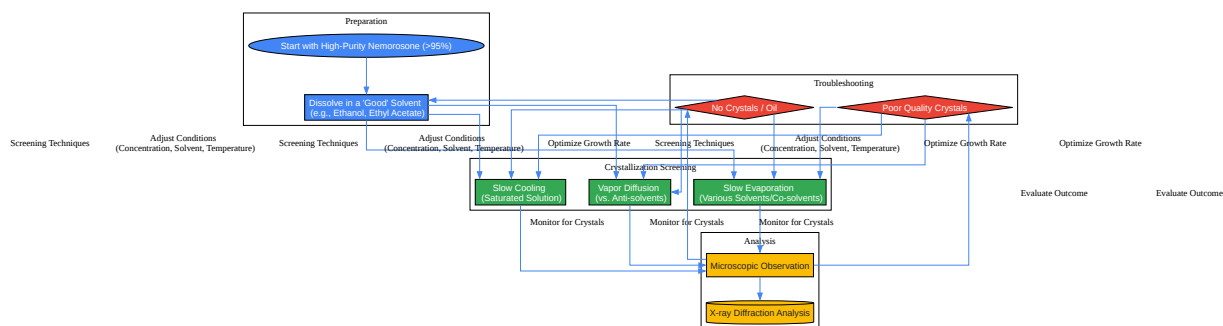 Preparation
Start with High-Purity Nemorosone (>95%)
Troubleshooting
Dissolve in a 'Good' Solvent
(e.g., Ethanol, Ethyl Acetate)
No Crystals / Oil
Poor Quality Crystals
Screening Techniques
Adjust Conditions
(Concentration, Solvent, Temperature)
Screening Techniques
Adjust Conditions
(Concentration, Solvent, Temperature)
Optimize Growth Rate
Screening Techniques
Adjust Conditions
(Concentration, Solvent, Temperature)
Optimize Growth Rate
Optimize Growth Rate
Crystallization Screening
Slow Cooling
(Saturated Solution)
Vapor Diffusion
(vs. Anti-solvents)
Slow Evaporation
(Various Solvents/Co-solvents)
Evaluate Outcome
Evaluate Outcome
Monitor for Crystals
Monitor for Crystals
Monitor for Crystals
Analysis
Microscopic Observation
X-ray Diffraction Analysis